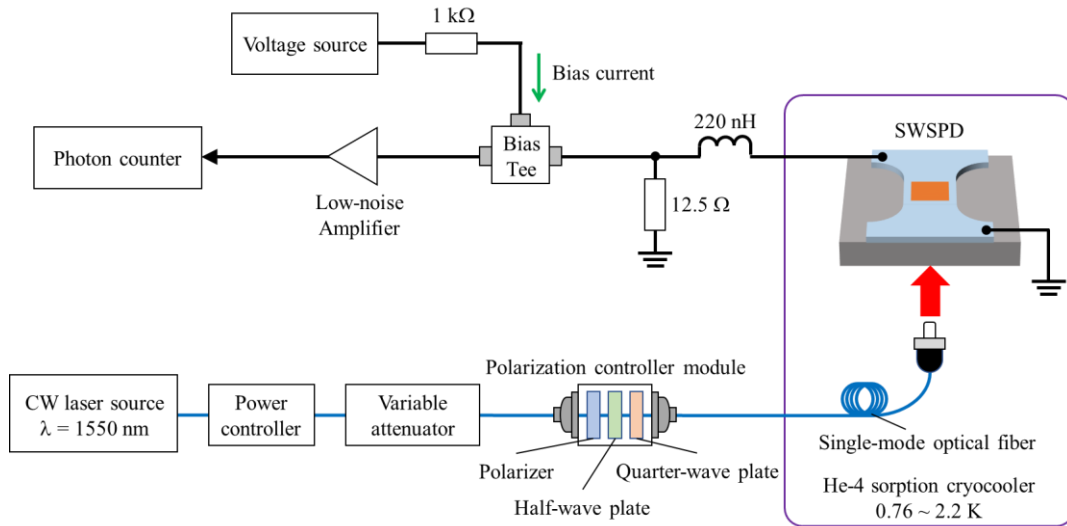 1 kΩ
Voltage source
Bias current
220 nH
SWSPD
Photon counter
Bias
Tee
Low-noise
Amplifier
12.5 Ω
Polarization controller module
CW laser source
λ = 1550 nm
Power
controller
Variable
attenuator
Polarizer
Quarter-wave plate
Half-wave plate
Single-mode optical fiber
He-4 sorption cryocooler
0.76 ~ 2.2 K